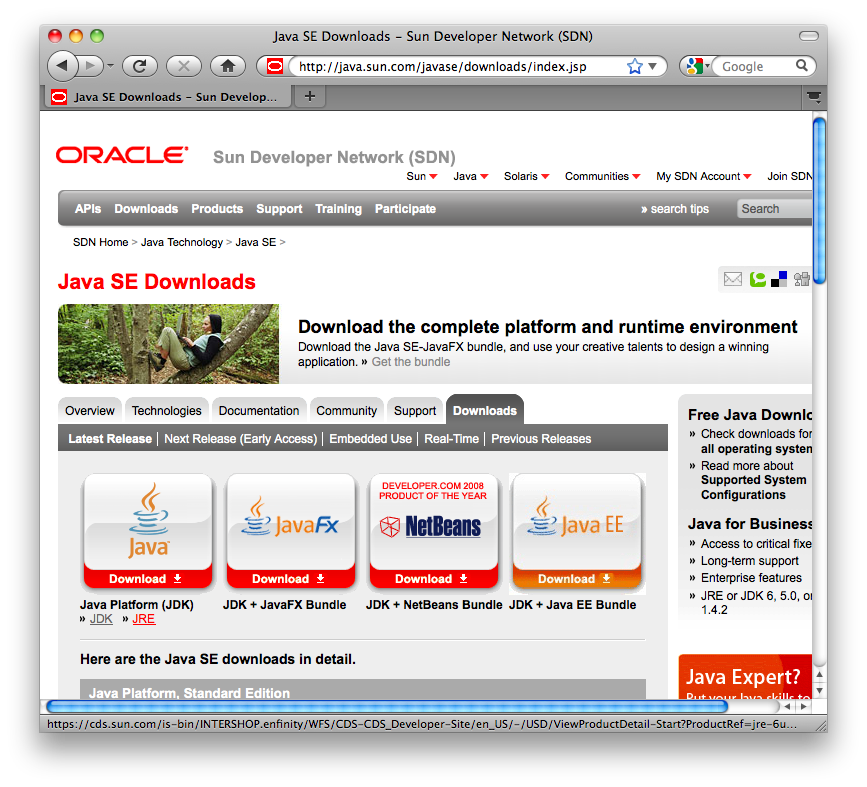 Java SE Downloads – Sun Developer Network (SDN)
http://java.sun.com/javase/downloads/index.jsp
Google
Java SE Downloads – Sun Develop...
ORACLE
Sun Developer Network (SDN)
Sun Java Solaris Communities My SDN Account Join SDN
APIs Downloads Products Support Training Participate
» search tips
Search
SDN Home > Java Technology > Java SE >
Java SE Downloads
Download the complete platform and runtime environment
Download the Java SE-JavaFX bundle, and use your creative talents to design a winning
application. » Get the bundle
Overview Technologies Documentation Community Support Downloads
Latest Release | Next Release (Early Access) | Embedded Use | Real-Time | Previous Releases
Java
Download
Java Platform (JDK)
» JDK » JRE
JavaFX
Download
JDK + JavaFX Bundle
DEVELOPER.COM 2008
PRODUCT OF THE YEAR
NetBeans
Download
JDK + NetBeans Bundle
Java EE
Download
JDK + Java EE Bundle
Here are the Java SE downloads in detail.
Java Platform, Standard Edition
Free Java Downlo
» Check downloads for
all operating system
» Read more about
Supported System
Configurations
Java for Business
» Access to critical fixe
» Long-term support
» Enterprise features
» JRE or JDK 6, 5.0, or
1.4.2
Java Expert?
Put your Java skills to
https://cds.sun.com/is-bin/INTERSHOP.enfinity/WFS/CDS-CDS_Developer-Site/en_US/-/USD/ViewProductDetail-Start?ProductRef=jre-6u...